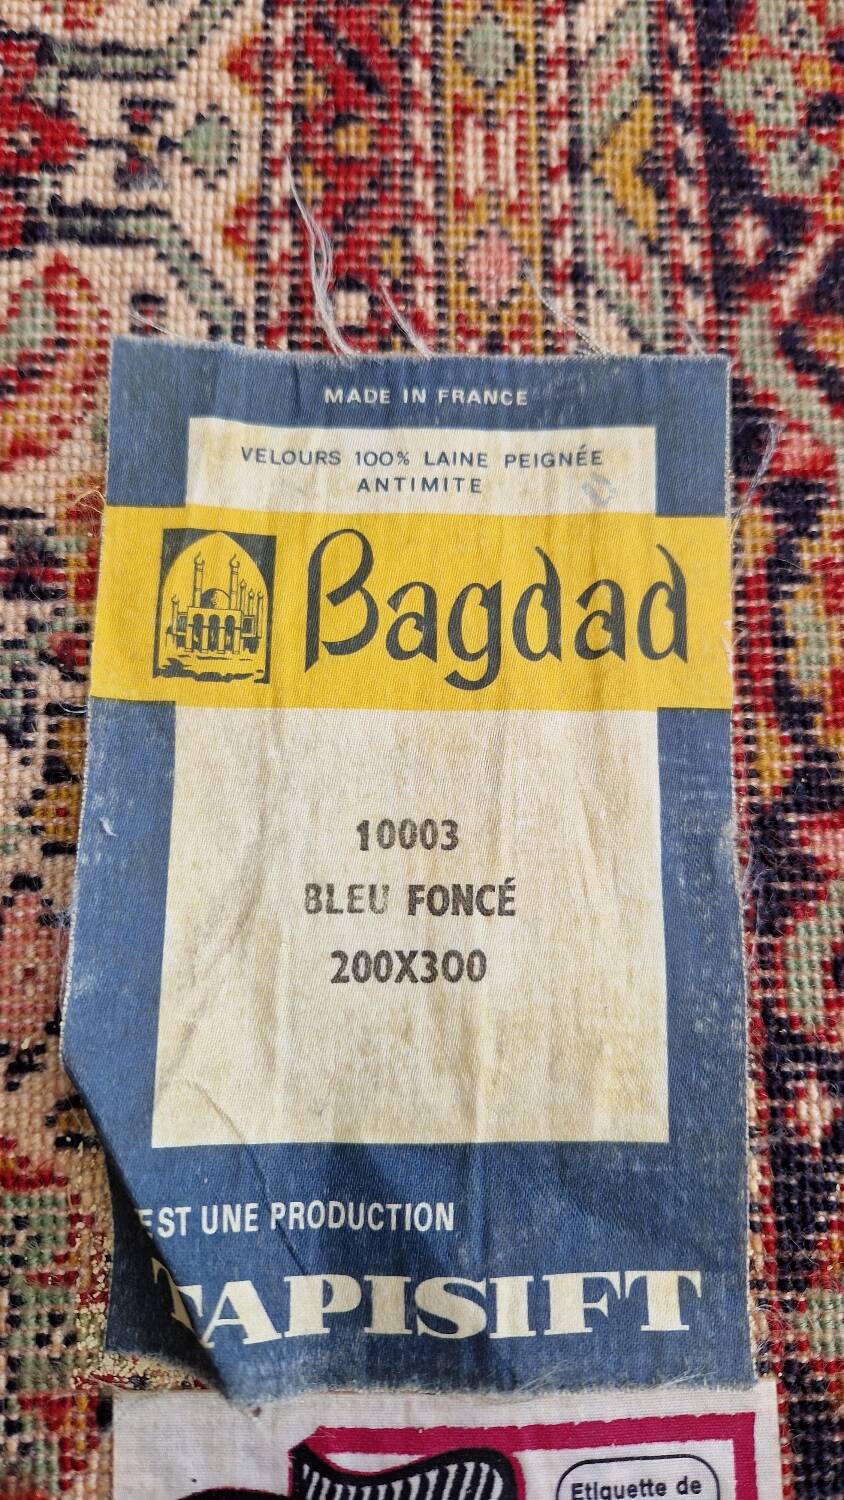 MADE IN FRANCE
VELOURS 100% LAINE PEIGNÉE
ANTIMITE
Bagdad
10003
BLEU FONCÉ
200X300
EST UNE PRODUCTION
TAPISIFT
Etiquette de